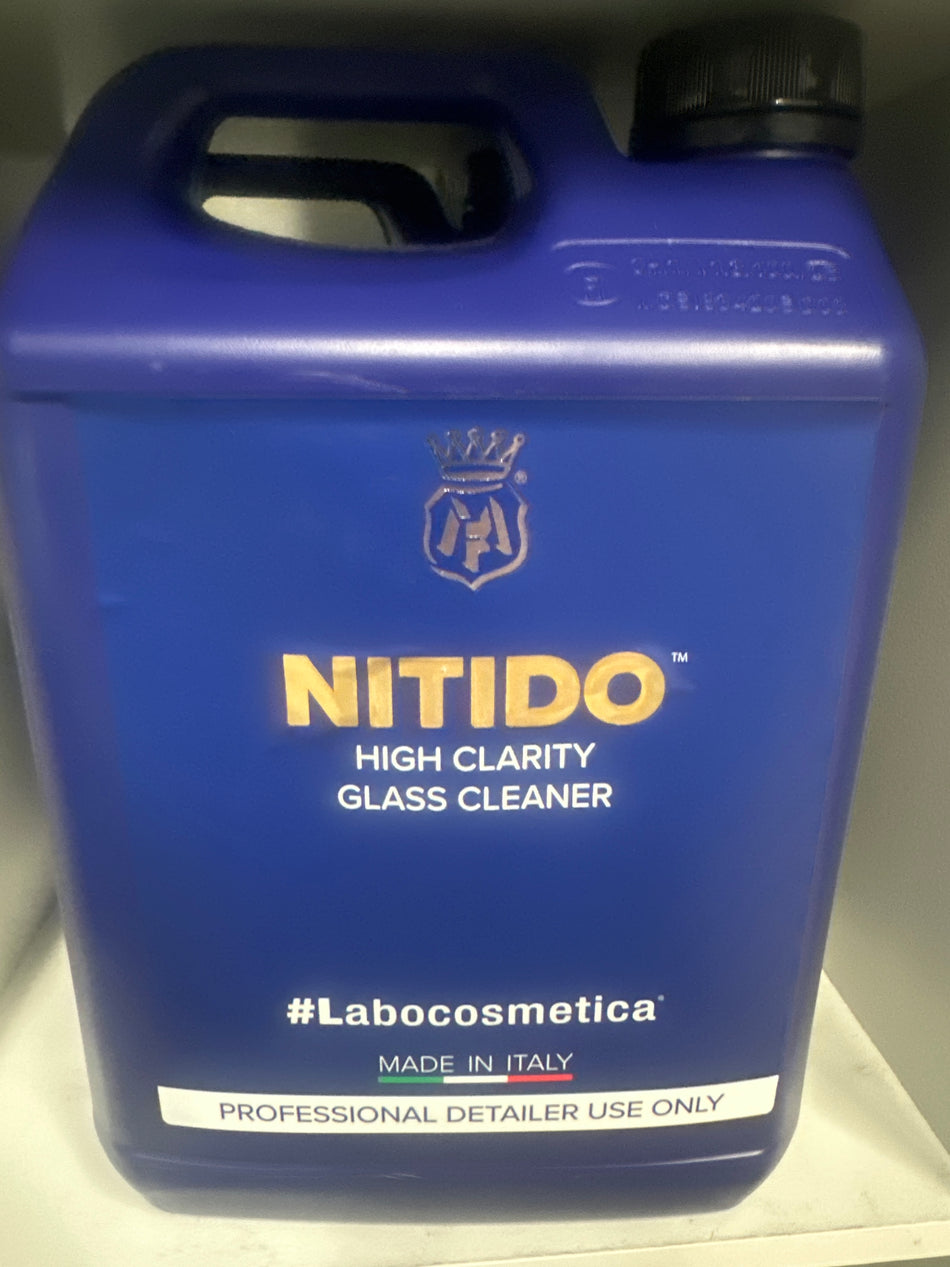 NITIDO™
HIGH CLARITY
GLASS CLEANER
#Labocosmetica®
MADE IN ITALY
PROFESSIONAL DETAILER USE ONLY